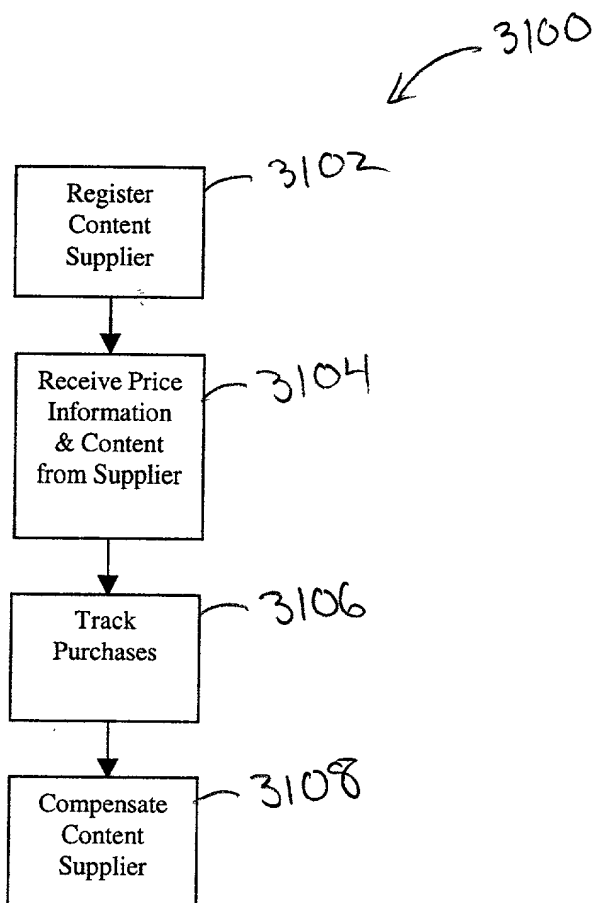 3100
3102
Register
Content
Supplier
3104
Receive Price
Information
& Content
from Supplier
3106
Track
Purchases
3108
Compensate
Content
Supplier